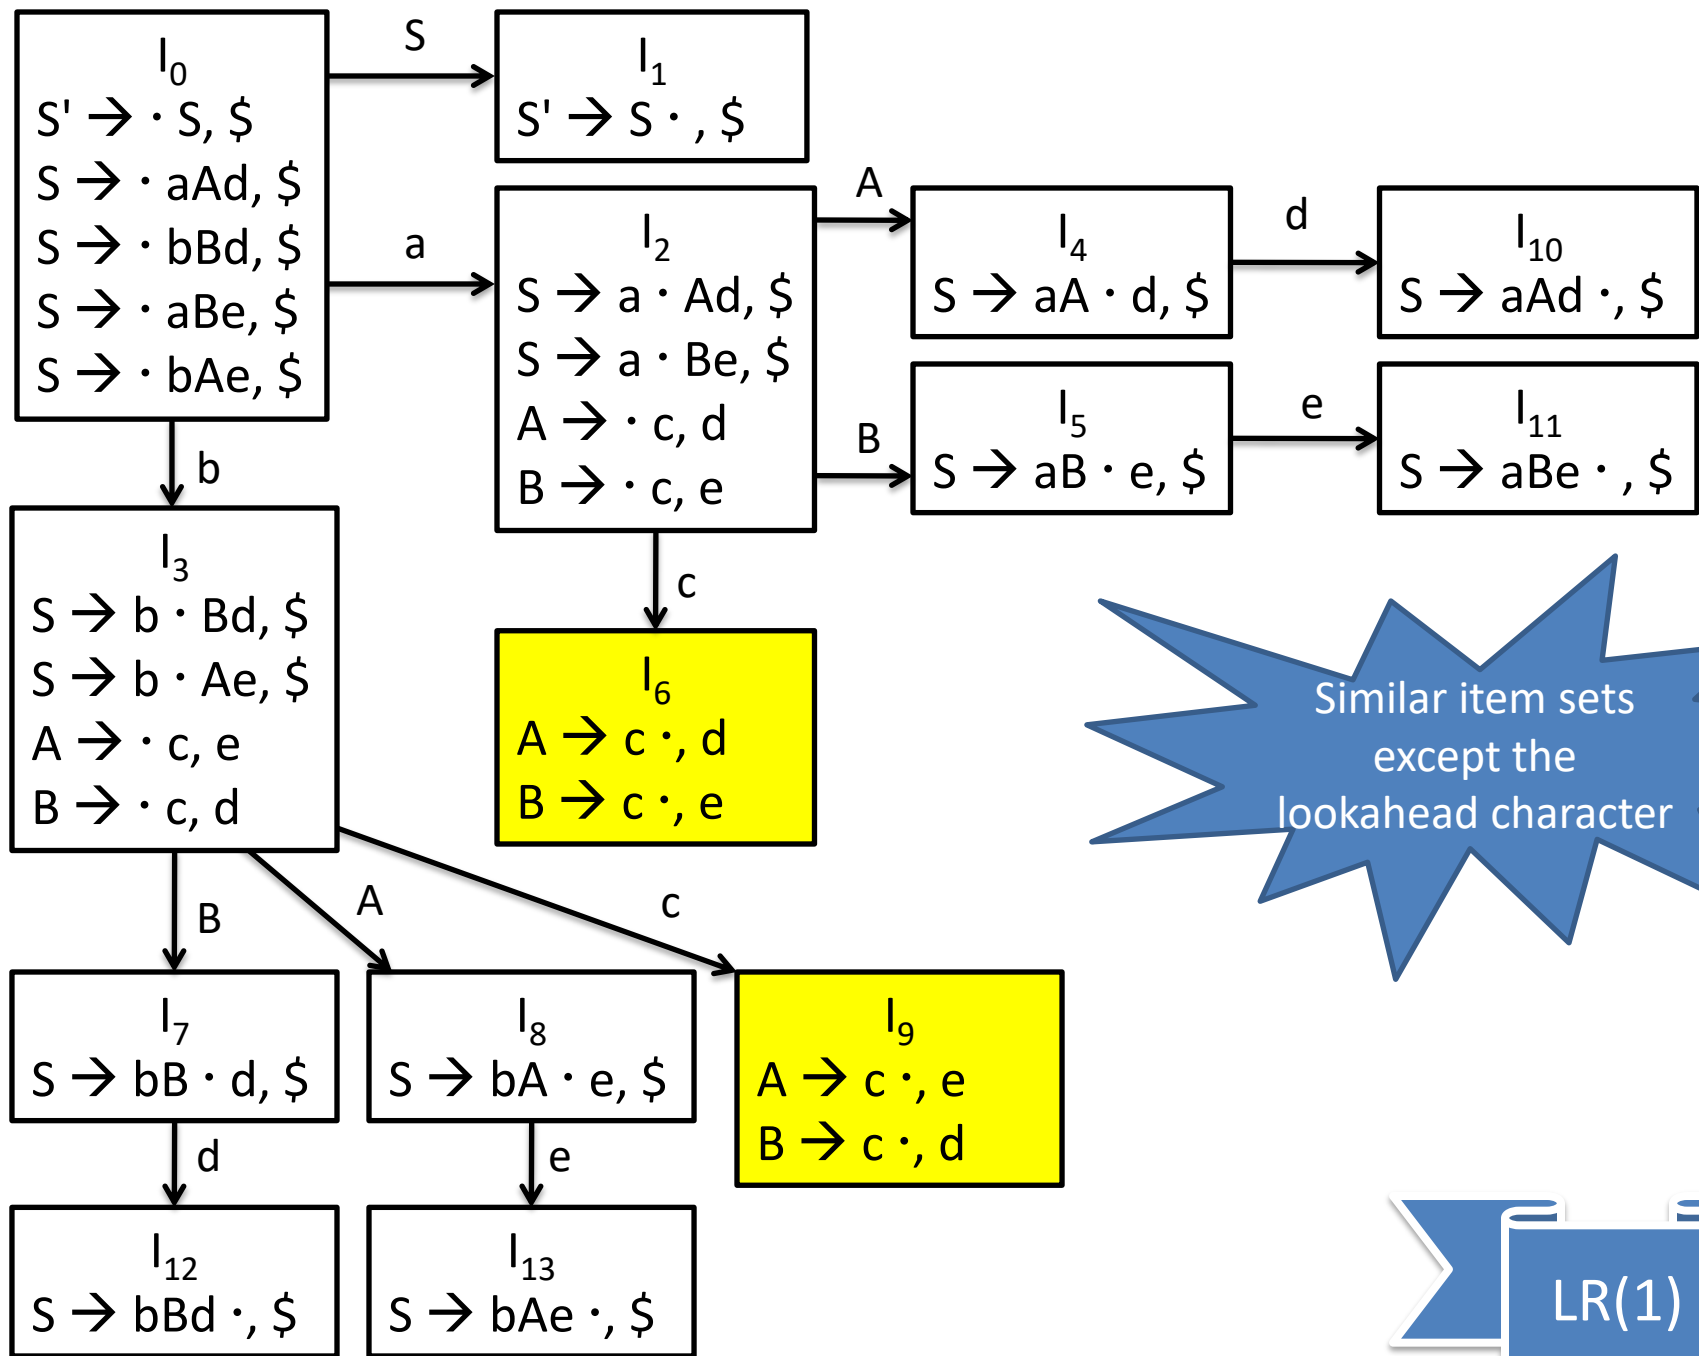 I₀
S' → · S, $
S → · aAd, $
S → · bBd, $
S → · aBe, $
S → · bAe, $
S
I₁
S' → S · , $
a
I₂
S → a · Ad, $
S → a · Be, $
A → · c, d
B → · c, e
A
I₄
S → aA · d, $
d
I₁₀
S → aAd ·, $
B
I₅
S → aB · e, $
e
I₁₁
S → aBe · , $
b
I₃
S → b · Bd, $
S → b · Ae, $
A → · c, e
B → · c, d
c
I₆
A → c ·, d
B → c ·, e
Similar item sets
except the
lookahead character
B
A
c
I₇
S → bB · d, $
I₈
S → bA · e, $
I₉
A → c ·, e
B → c ·, d
d
e
I₁₂
S → bBd ·, $
I₁₃
S → bAe ·, $
LR(1)